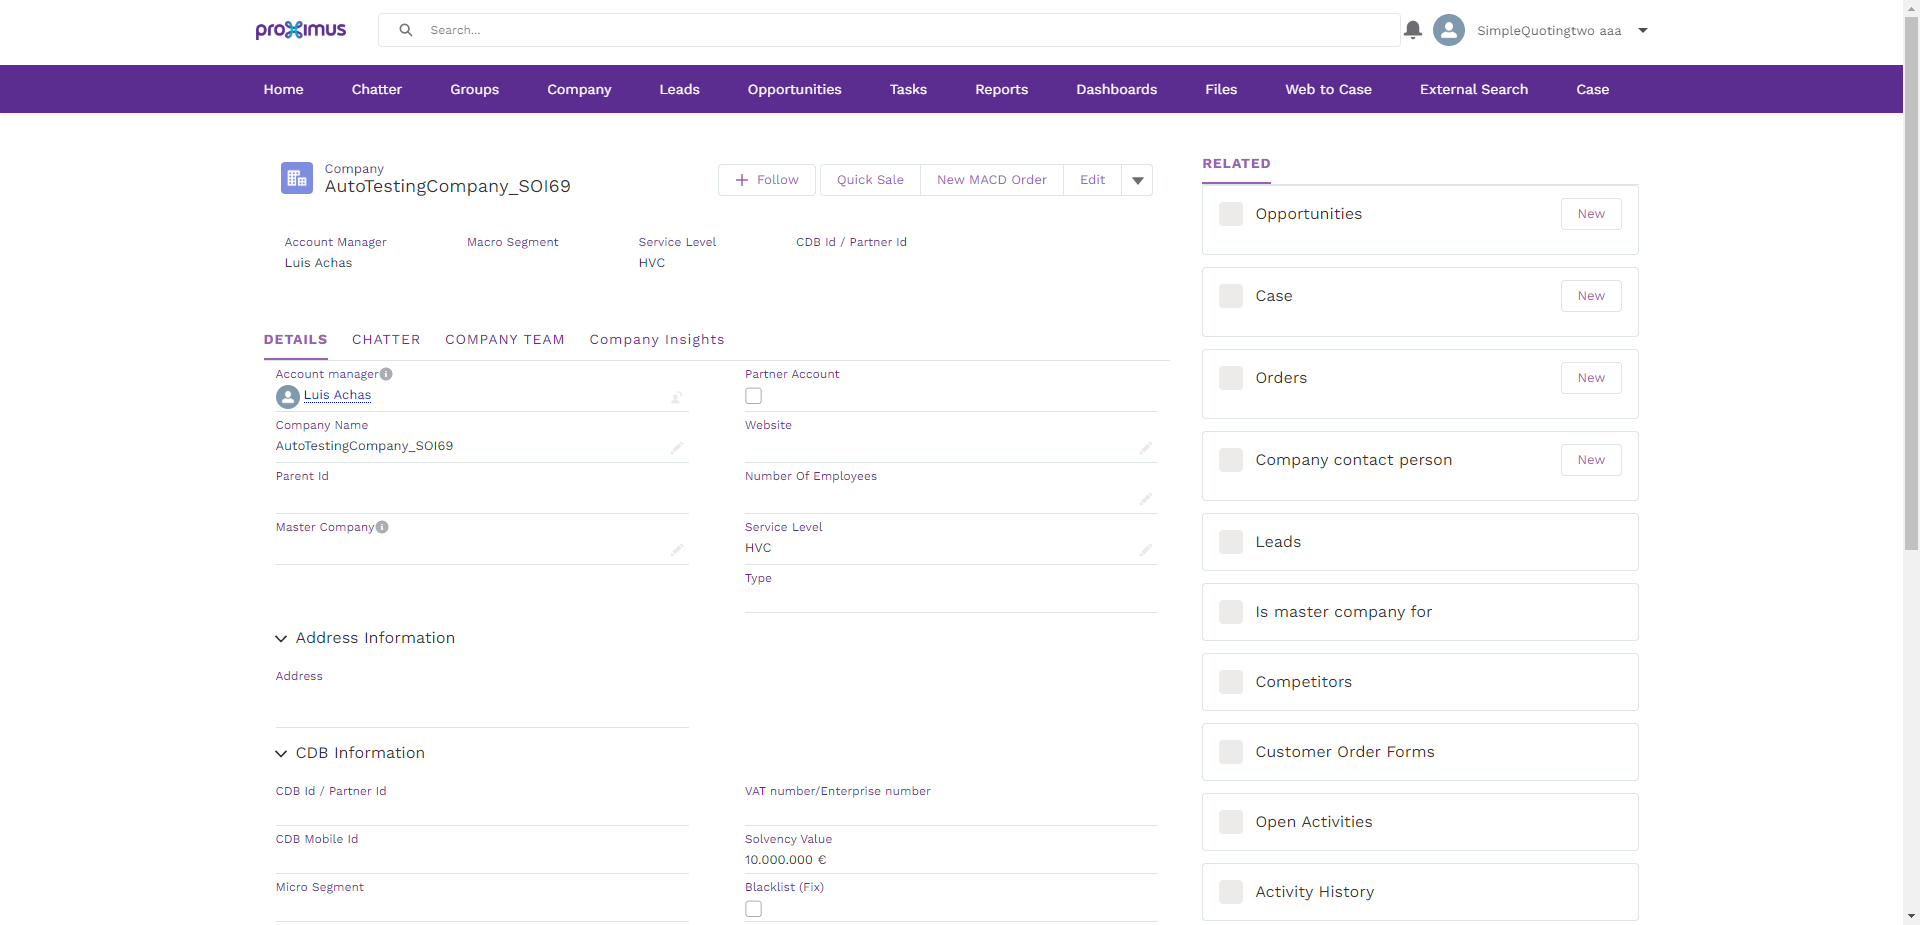 proximus
Search...
SimpleQuotingtwo aaa
Home Chatter Groups Company Leads Opportunities Tasks Reports Dashboards Files Web to Case External Search Case
Company
AutoTestingCompany_SOI69
Follow Quick Sale New MACD Order Edit
Account Manager Macro Segment Service Level CDB Id / Partner Id
Luis Achas HVC
DETAILS CHATTER COMPANY TEAM Company Insights
Account manager Partner Account
Luis Achas
Company Name Website
AutoTestingCompany_SOI69
Parent Id Number Of Employees
Master Company Service Level
HVC
Type
Address Information
Address
CDB Information
CDB Id / Partner Id VAT number/Enterprise number
CDB Mobile Id Solvency Value
10.000.000 €
Micro Segment Blacklist (Fix)
RELATED
Opportunities New
Case New
Orders New
Company contact person New
Leads
Is master company for
Competitors
Customer Order Forms
Open Activities
Activity History